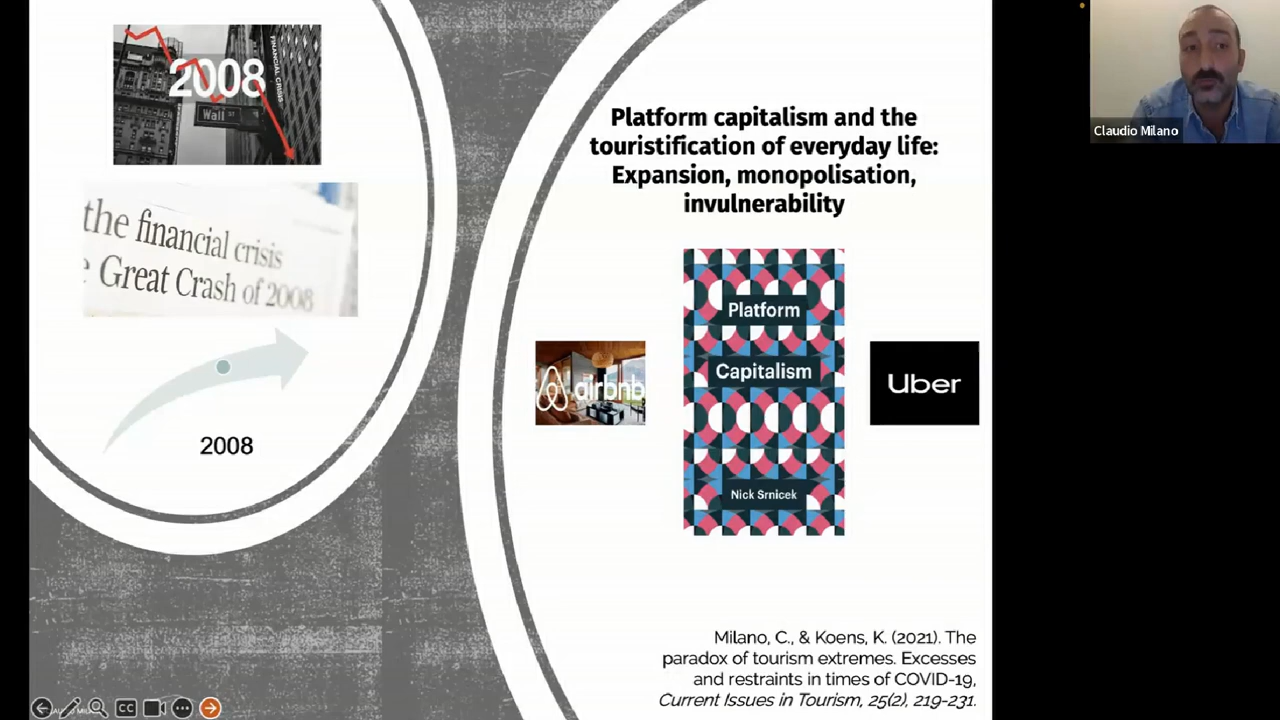 2008
FINANCIAL CRISIS
Wall ST
the financial crisis
Great Crash of 2008
2008
Platform capitalism and the
touristification of everyday life:
Expansion, monopolisation,
invulnerability
Platform
Capitalism
Nick Srnicek
airbnb
Uber
Milano, C., & Koens, K. (2021). The
paradox of tourism extremes. Excesses
and restraints in times of COVID-19,
Current Issues in Tourism, 25(2), 219-231.
Claudio Milano
CC